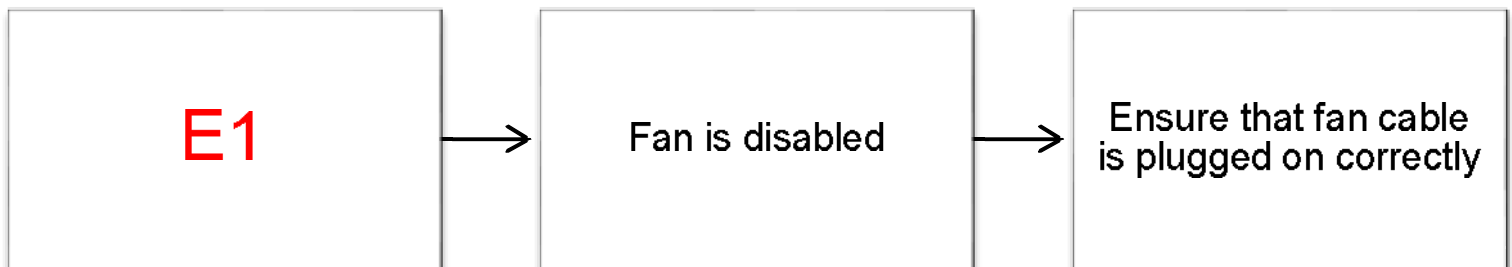 E1
Fan is disabled
Ensure that fan cable
is plugged on correctly